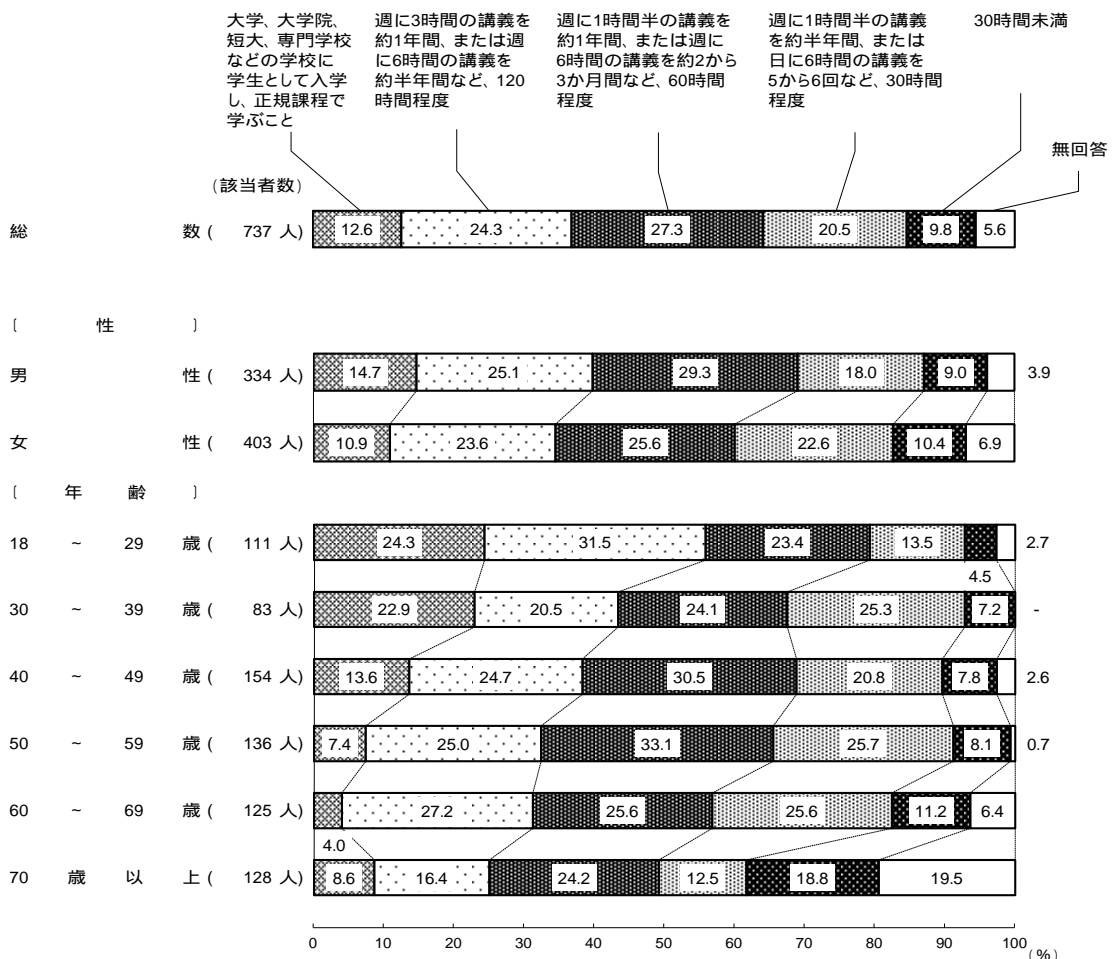 大学、大学院、
短大、専門学校
などの学校に
学生として入学
し、正規課程で
学ぶこと
週に3時間の講義を
約1年間、または週
に6時間の講義を
約半年間など、120
時間程度
週に1時間半の講義を
約1年間、または週に
6時間の講義を約2から
3か月間など、60時間
程度
週に1時間半の講義
を約半年間、または
日に6時間の講義を
5から6回など、30時間
程度
30時間未満
無回答
(該当者数)
総 数( 737 人) 12.6 24.3 27.3 20.5 9.8 5.6
〔 性 〕
男 性( 334 人) 14.7 25.1 29.3 18.0 9.0 3.9
女 性( 403 人) 10.9 23.6 25.6 22.6 10.4 6.9
〔 年 齢 〕
18 ~ 29 歳( 111 人) 24.3 31.5 23.4 13.5 2.7
4.5
30 ~ 39 歳( 83 人) 22.9 20.5 24.1 25.3 7.2 -
40 ~ 49 歳( 154 人) 13.6 24.7 30.5 20.8 7.8 2.6
50 ~ 59 歳( 136 人) 7.4 25.0 33.1 25.7 8.1 0.7
60 ~ 69 歳( 125 人) 27.2 25.6 25.6 11.2 6.4
4.0
70 歳 以 上( 128 人) 8.6 16.4 24.2 12.5 18.8 19.5
0 10 20 30 40 50 60 70 80 90 100
(%)